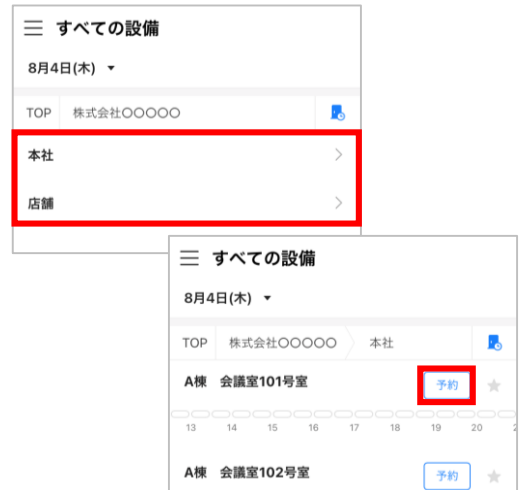 すべての設備
8月4日(木)
TOP 株式会社〇〇〇〇〇
本社
店舗
すべての設備
8月4日(木)
TOP 株式会社〇〇〇〇〇 本社
A棟 会議室101号室 予約
13 14 15 16 17 18 19 20 2
A棟 会議室102号室 予約